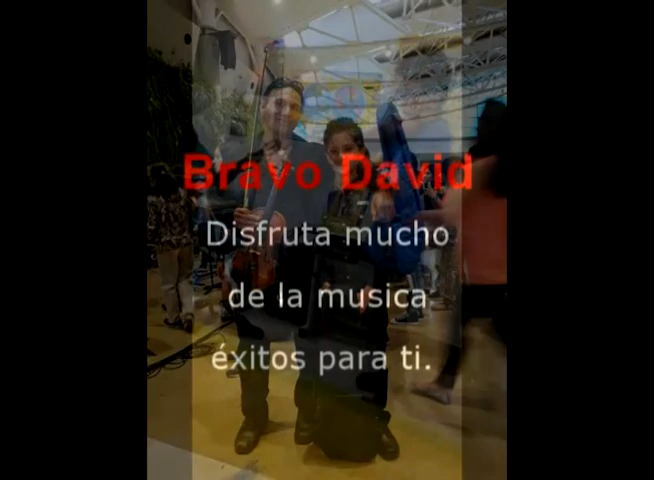 Bravo David
Disfruta mucho
de la musica
éxitos para ti.